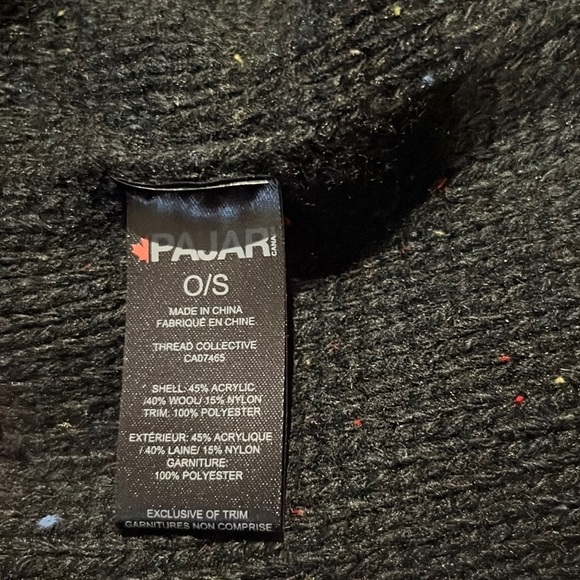 PAJAR
CANADA
O/S
MADE IN CHINA
FABRIQUÉ EN CHINE
THREAD COLLECTIVE
CA07465
SHELL: 45% ACRYLIC
/40% WOOL/ 15% NYLON
TRIM: 100% POLYESTER
EXTÉRIEUR: 45% ACRYLIQUE
/ 40% LAINE/ 15% NYLON
GARNITURE:
100% POLYESTER
EXCLUSIVE OF TRIM
GARNITURES NON COMPRISE